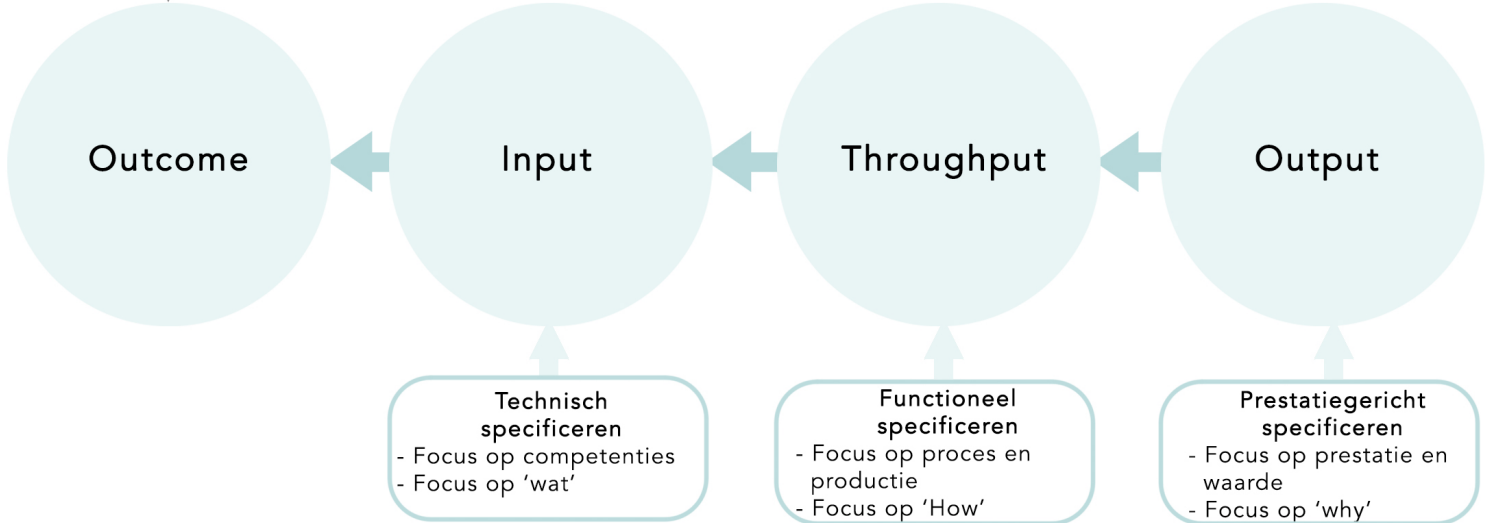 Outcome
Input
Throughput
Output
Technisch
specificeren
- Focus op competenties
- Focus op ‘wat’
Functioneel
specificeren
- Focus op proces en
productie
- Focus op ‘How’
Prestatiegericht
specificeren
- Focus op prestatie en
waarde
- Focus op ‘why’